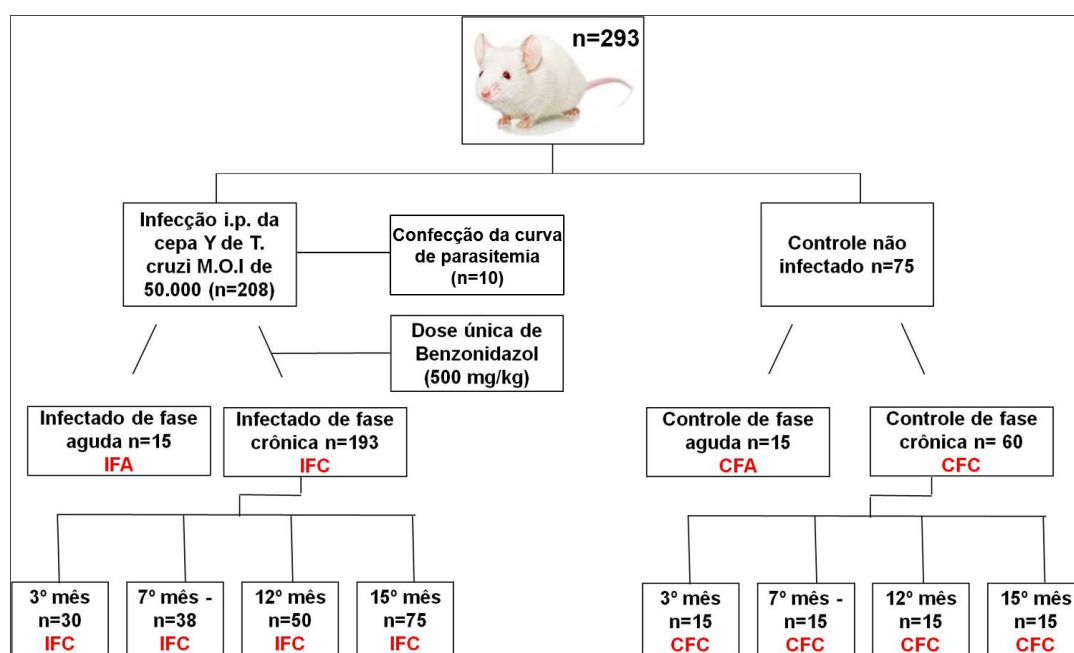 n=293
Infecção i.p. da
cepa Y de T.
cruzi M.O.I de
50.000 (n=208)
Confecção da curva
de parasitemia
(n=10)
Controle não
infectado n=75
Dose única de
Benzonidazol
(500 mg/kg)
Infectado de fase
aguda n=15
IFA
Infectado de fase
crônica n=193
IFC
Controle de fase
aguda n=15
CFA
Controle de fase
crônica n= 60
CFC
3º mês
n=30
IFC
7º mês -
n=38
IFC
12º mês
n=50
IFC
15º mês
n=75
IFC
3º mês
n=15
CFC
7º mês -
n=15
CFC
12º mês
n=15
CFC
15º mês
n=15
CFC